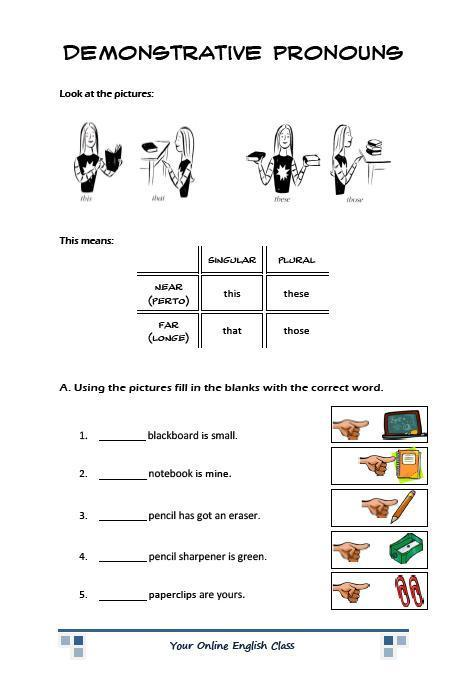 DEMONSTRATIVE PRONOUNS
Look at the pictures:
this that these those
This means:
SINGULAR PLURAL
NEAR (PERTO) this these
FAR (LONGE) that those
A. Using the pictures fill in the blanks with the correct word.
1. ________ blackboard is small.
2. ________ notebook is mine.
3. ________ pencil has got an eraser.
4. ________ pencil sharpener is green.
5. ________ paperclips are yours.
Your Online English Class